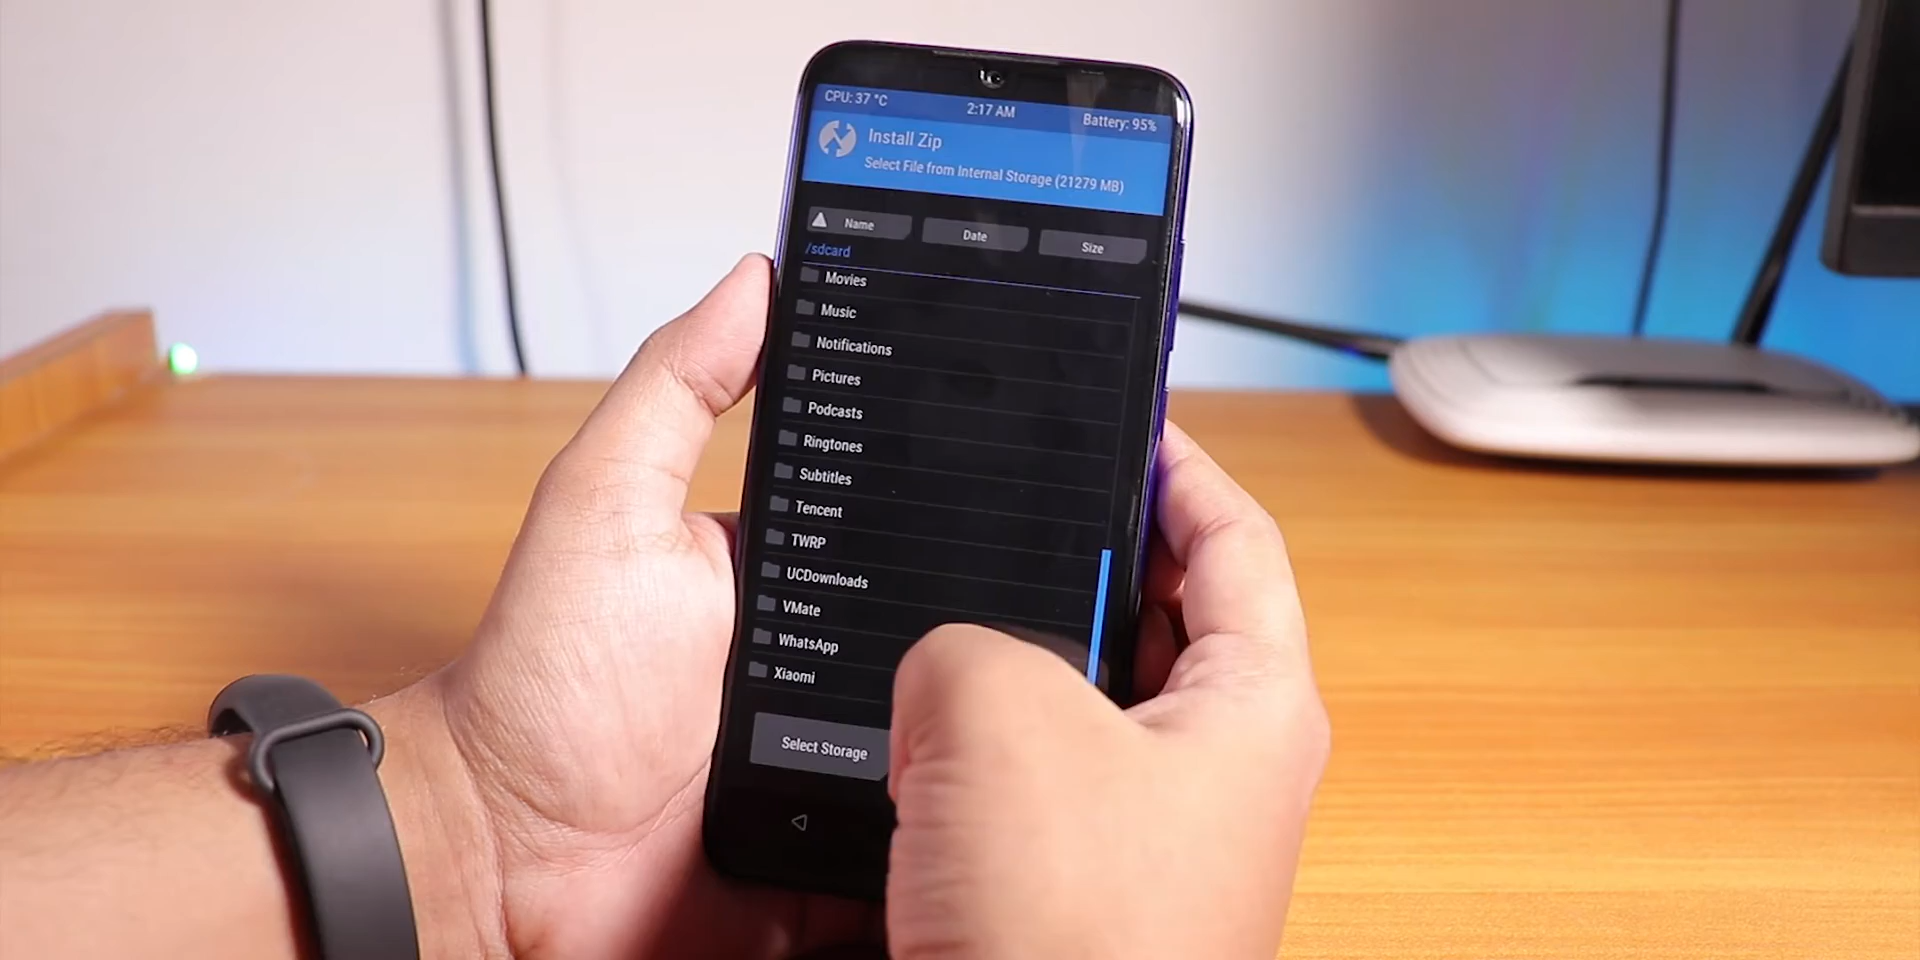 CPU: 37 °C
2:17 AM
Battery: 95%
Install Zip
Select File from Internal Storage (21279 MB)
Name
Date
Size
/sdcard
Movies
Music
Notifications
Pictures
Podcasts
Ringtones
Subtitles
Tencent
TWRP
UCDownloads
VMate
WhatsApp
Xiaomi
Select Storage